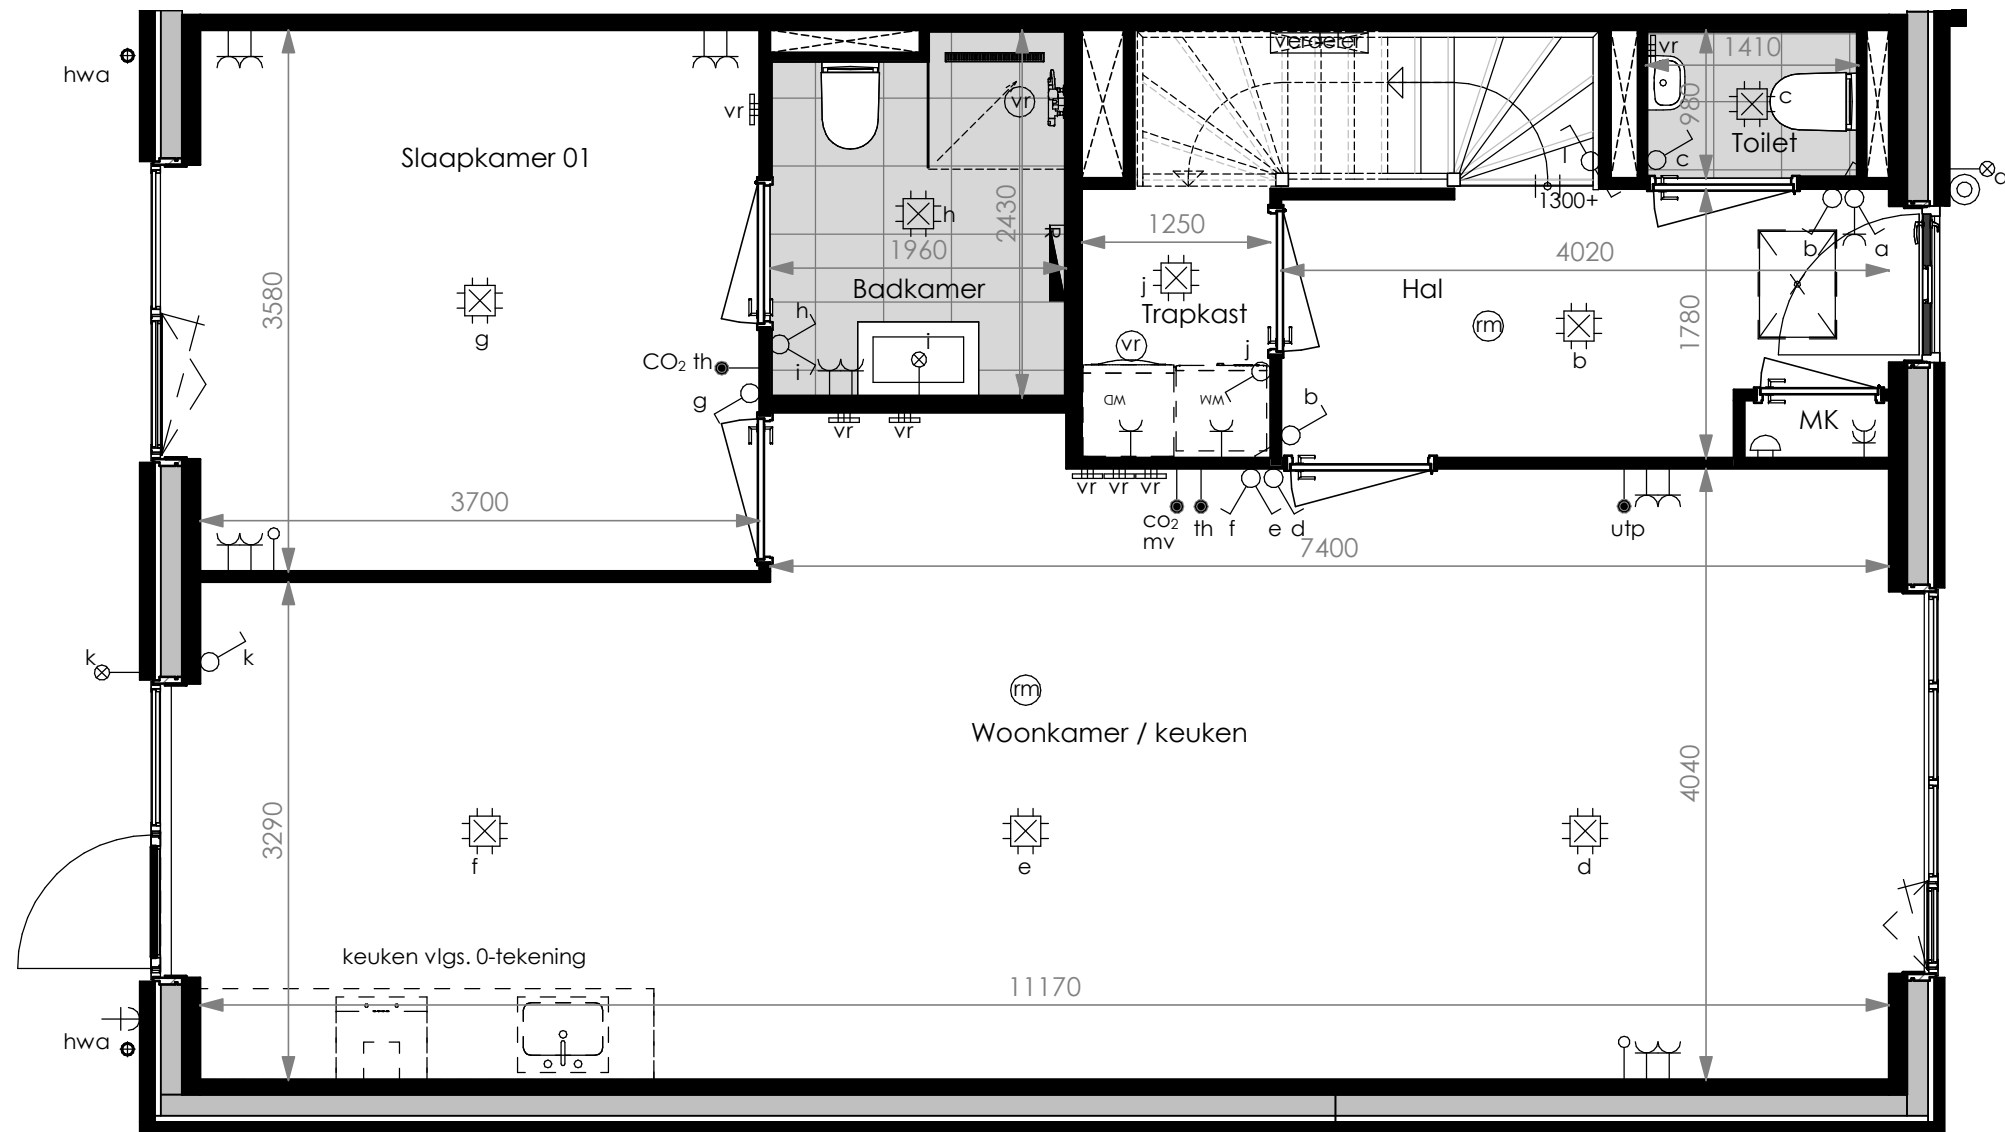 hwa
vr
Slaapkamer 01
3580
g
3700
CO₂ th
g
vr
h
1960
2430
Badkamer
h
i
i
vr
vr
verdeler
1300+
l
1250
j
Trapkast
vr
j
WD
WM
vr
vr
vr
co₂
mv
th
f
e
d
b
Hal
4020
1780
rm
b
vr
1410
980
c
Toilet
c
b
a
a
MK
utp
7400
k
k
rm
Woonkamer / keuken
4040
3290
f
e
d
keuken vlgs. 0-tekening
11170
hwa